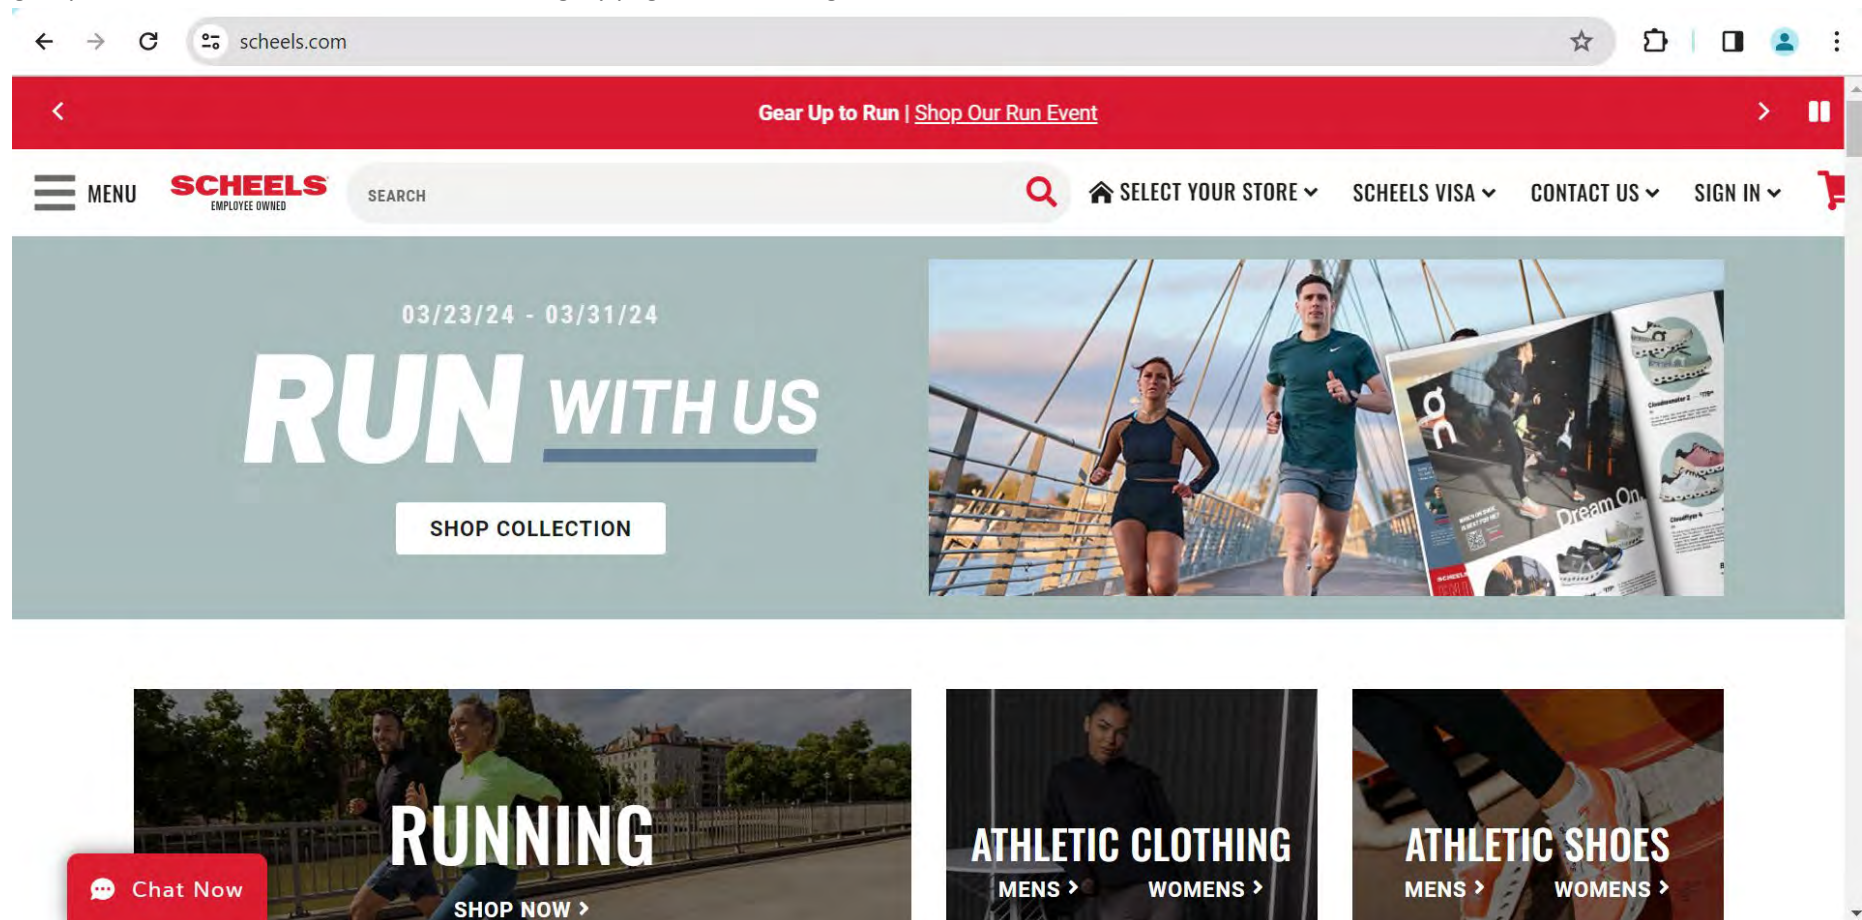 scheels.com
Gear Up to Run | Shop Our Run Event
MENU
SCHEELS
EMPLOYEE OWNED
SEARCH
SELECT YOUR STORE
SCHEELS VISA
CONTACT US
SIGN IN
03/23/24 - 03/31/24
RUN WITH US
SHOP COLLECTION
Dream On.
RUNNING
SHOP NOW >
ATHLETIC CLOTHING
MENS > WOMENS >
ATHLETIC SHOES
MENS > WOMENS >
Chat Now